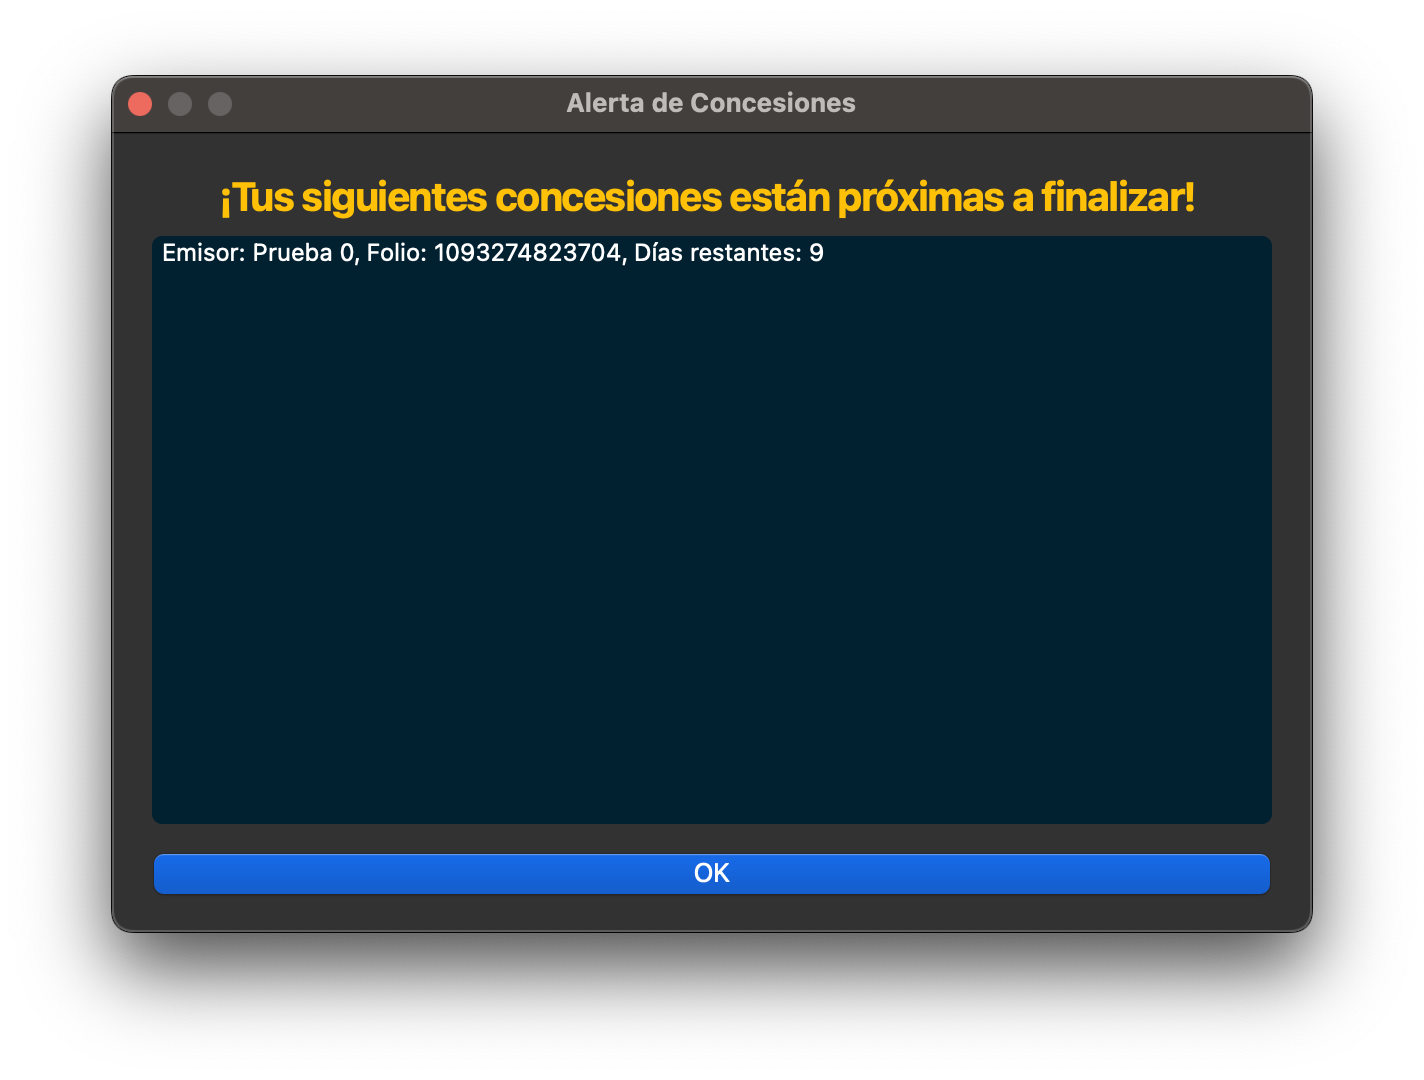 Alerta de Concesiones
¡Tus siguientes concesiones están próximas a finalizar!
Emisor: Prueba 0, Folio: 1093274823704, Días restantes: 9
OK